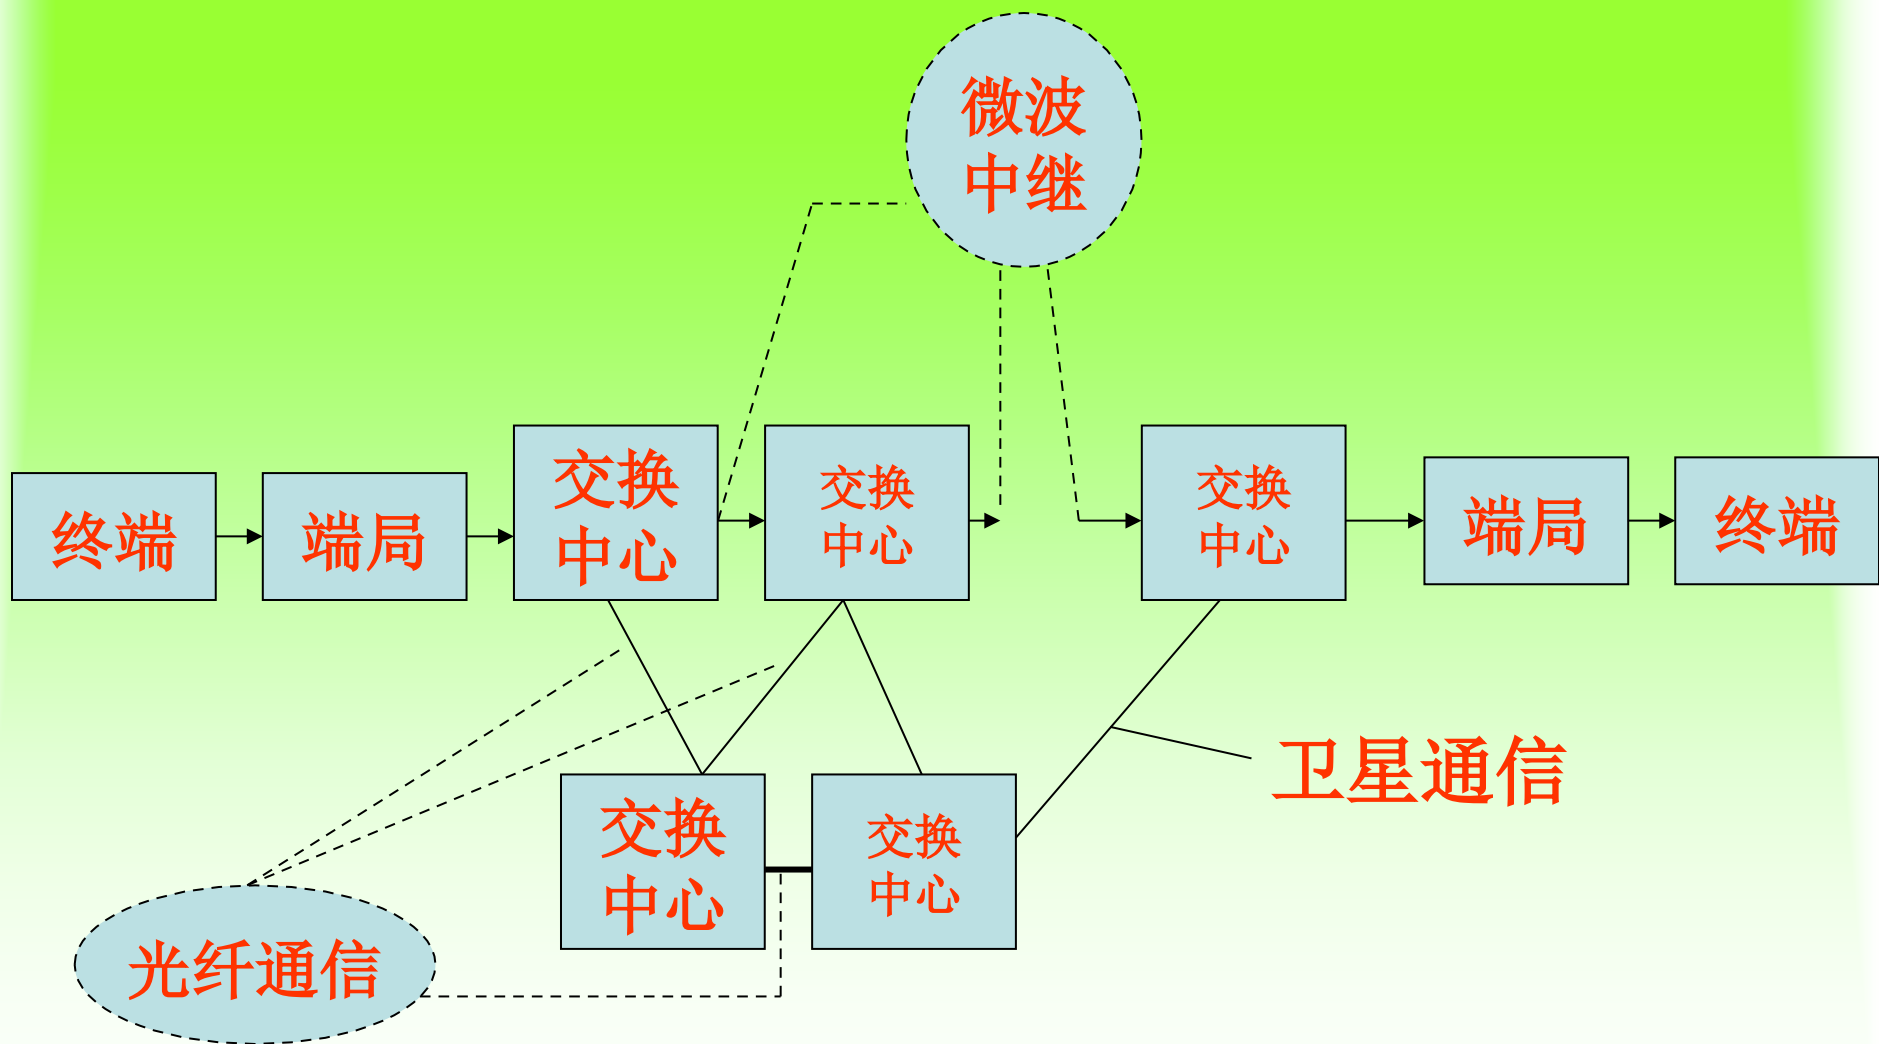 微波
中继
终端
端局
交换
中心
交换
中心
交换
中心
端局
终端
卫星通信
交换
中心
交换
中心
光纤通信